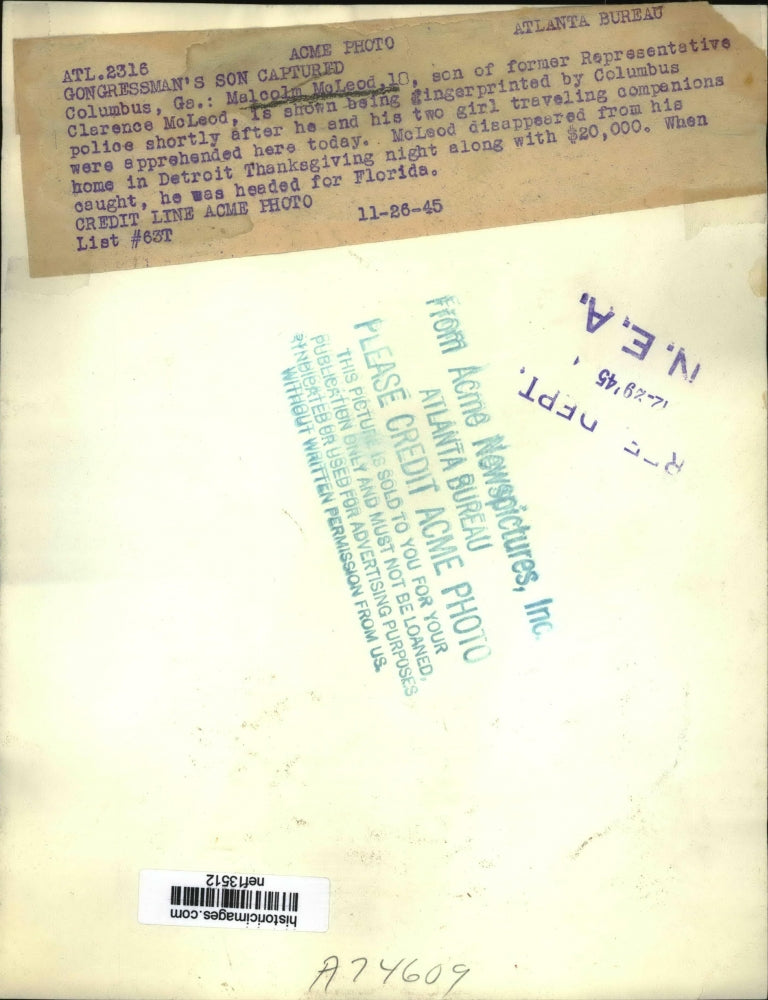 ATL.2316 ACME PHOTO ATLANTA BUREAU
GONGRESSMAN'S SON CAPTURED
Columbus, Ga.: Malcolm McLeod, 18, son of former Representative
Clarence McLeod, is shown being fingerprinted by Columbus
police shortly after he and his two girl traveling companions
were apprehended here today. McLeod disappeared from his
home in Detroit Thanksgiving night along with $20,000. When
caught, he was headed for Florida.
CREDIT LINE ACME PHOTO 11-26-45
List #63T
From Acme Newspictures, Inc.
ATLANTA BUREAU
PLEASE CREDIT ACME PHOTO
THIS PICTURE IS SOLD TO YOU FOR YOUR
PUBLICATION ONLY AND MUST NOT BE LOANED,
SYNDICATED OR USED FOR ADVERTISING PURPOSES
WITHOUT WRITTEN PERMISSION FROM US.
DEPT.
12-29'45
N.E.A.
historicimages.com
nef13512
A74609